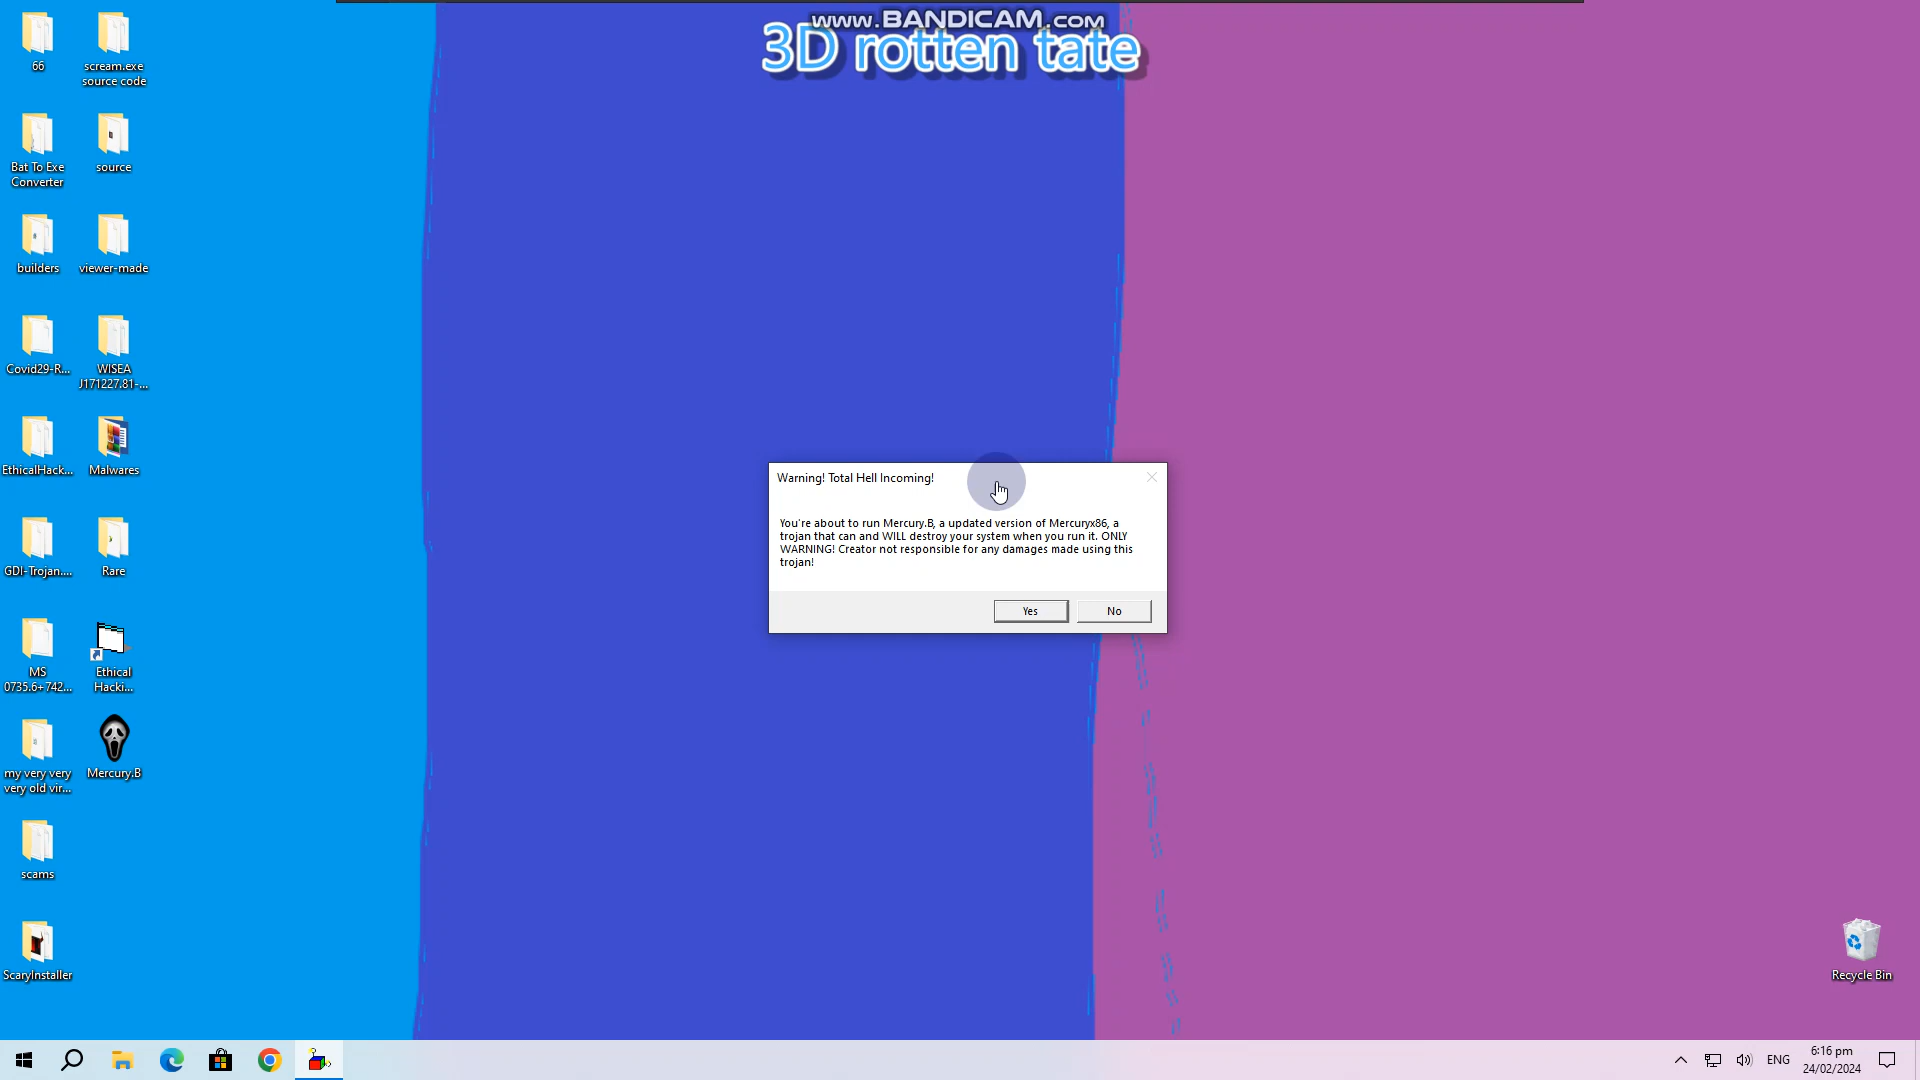 www.BANDICAM.com
3D rotten tate
66
scream.exe
source code
Bat To Exe
Converter
source
builders
viewer-made
Covid29-R...
WISEA
J171227.81-...
EthicalHack...
Malwares
GDI-Trojan....
Rare
MS
0735.6+742...
Ethical
Hacki...
my very very
very old vir...
Mercury.B
scams
ScaryInstaller
Warning! Total Hell Incoming!
You're about to run Mercury.B, a updated version of Mercuryx86, a
trojan that can and WILL destroy your system when you run it. ONLY
WARNING! Creator not responsible for any damages made using this
trojan!
Yes
No
Recycle Bin
ENG
6:16 pm
24/02/2024